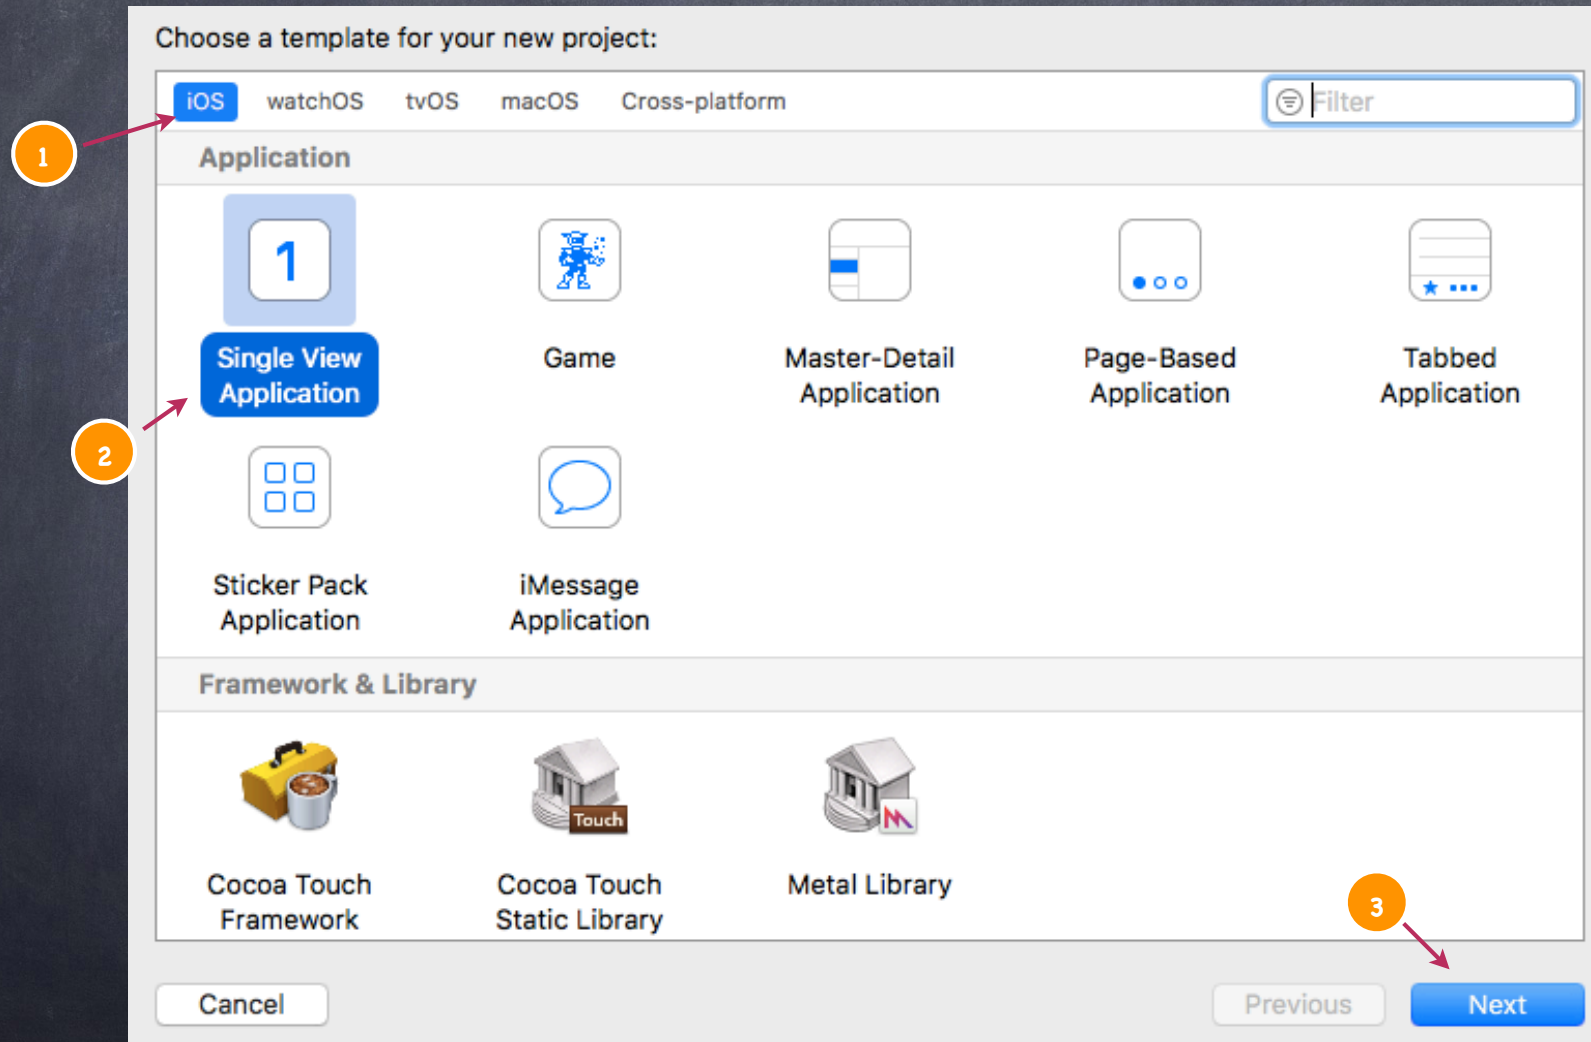 Choose a template for your new project:
iOS watchOS tvOS macOS Cross-platform Filter
1
Application
1
Single View Application
Game
Master-Detail Application
Page-Based Application
Tabbed Application
2
Sticker Pack Application
iMessage Application
Framework & Library
Touch
Cocoa Touch Framework
Cocoa Touch Static Library
Metal Library
3
Cancel Previous Next